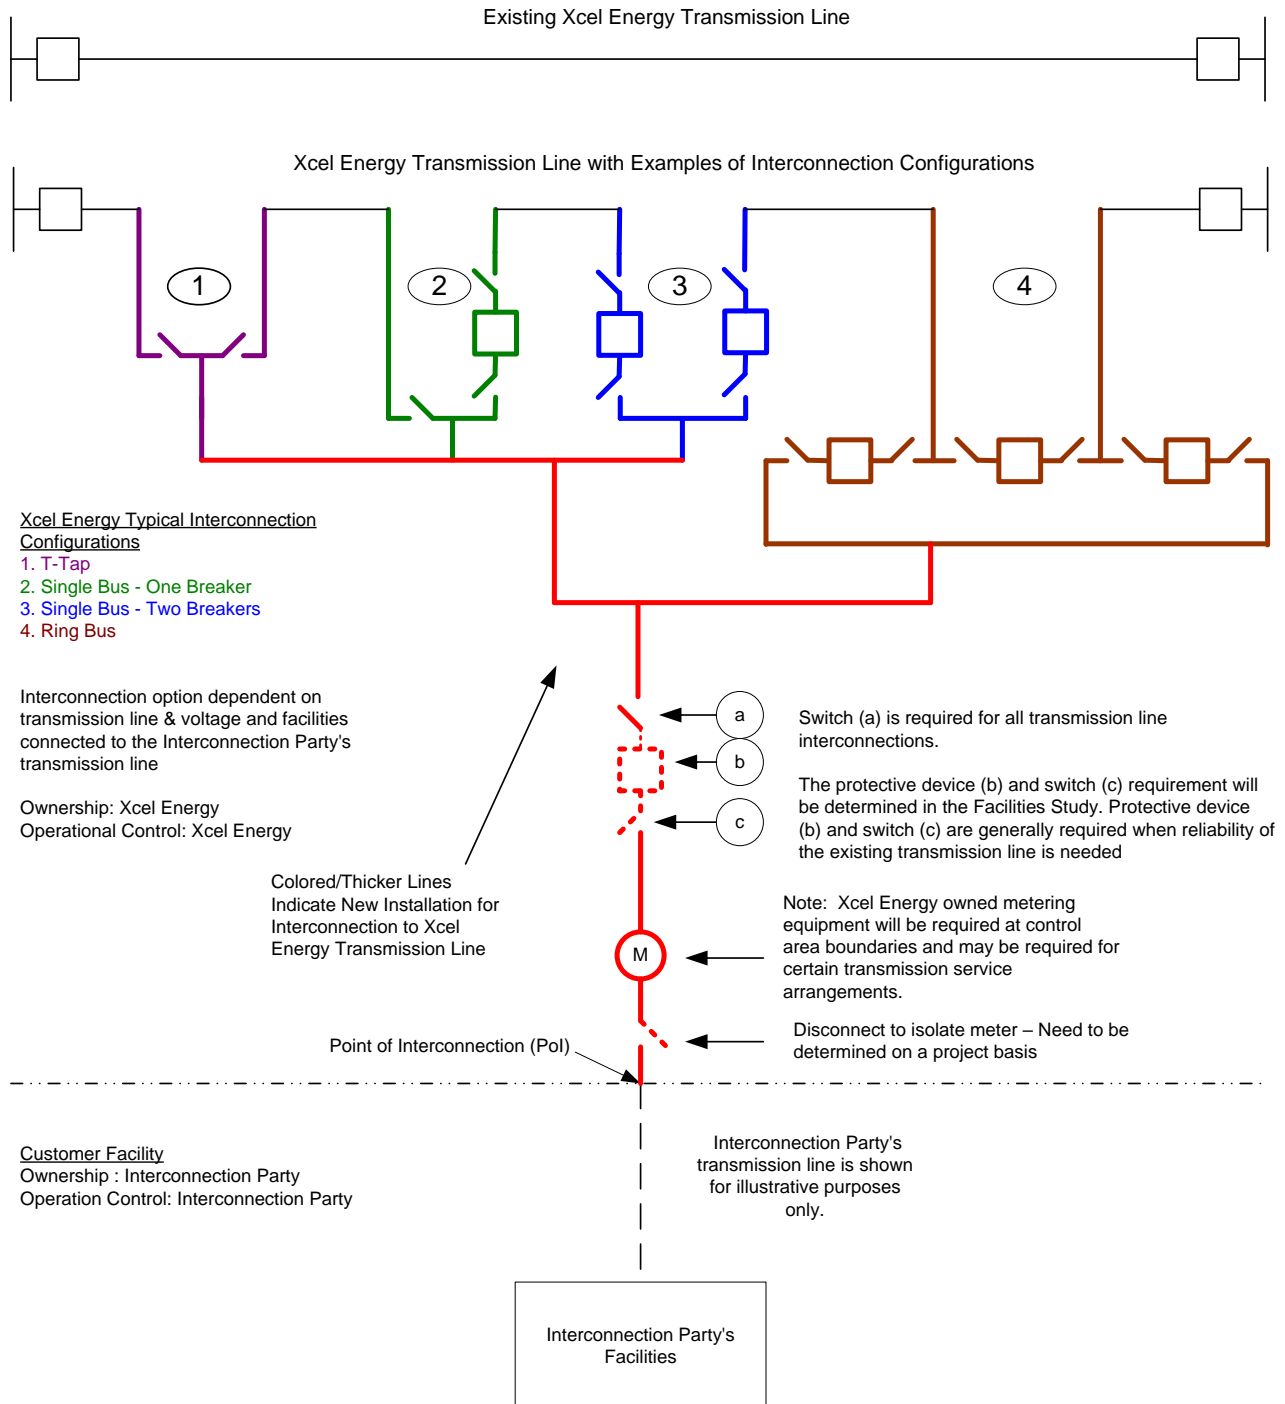 Existing Xcel Energy Transmission Line
Xcel Energy Transmission Line with Examples of Interconnection Configurations
1
2
3
4
Xcel Energy Typical Interconnection
Configurations
1. T-Tap
2. Single Bus - One Breaker
3. Single Bus - Two Breakers
4. Ring Bus
Interconnection option dependent on
transmission line & voltage and facilities
connected to the Interconnection Party's
transmission line
Ownership: Xcel Energy
Operational Control: Xcel Energy
Colored/Thicker Lines
Indicate New Installation for
Interconnection to Xcel
Energy Transmission Line
a
b
c
Switch (a) is required for all transmission line
interconnections.
The protective device (b) and switch (c) requirement will
be determined in the Facilities Study. Protective device
(b) and switch (c) are generally required when reliability of
the existing transmission line is needed
M
Note:  Xcel Energy owned metering
equipment will be required at control
area boundaries and may be required for
certain transmission service
arrangements.
Disconnect to isolate meter – Need to be
determined on a project basis
Point of Interconnection (PoI)
Customer Facility
Ownership : Interconnection Party
Operation Control: Interconnection Party
Interconnection Party's
transmission line is shown
for illustrative purposes
only.
Interconnection Party's
Facilities